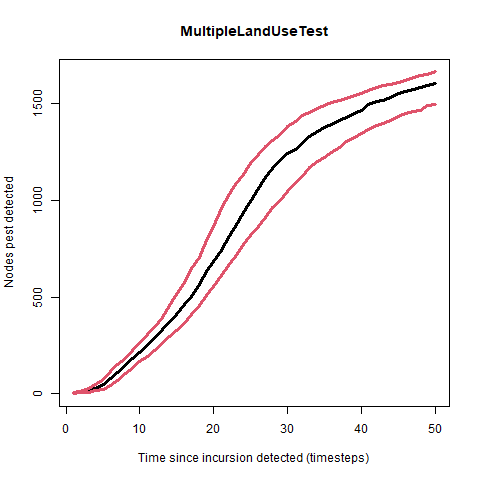 MultipleLandUseTest
Nodes pest detected
1500
1000
500
0
0 10 20 30 40 50
Time since incursion detected (timesteps)